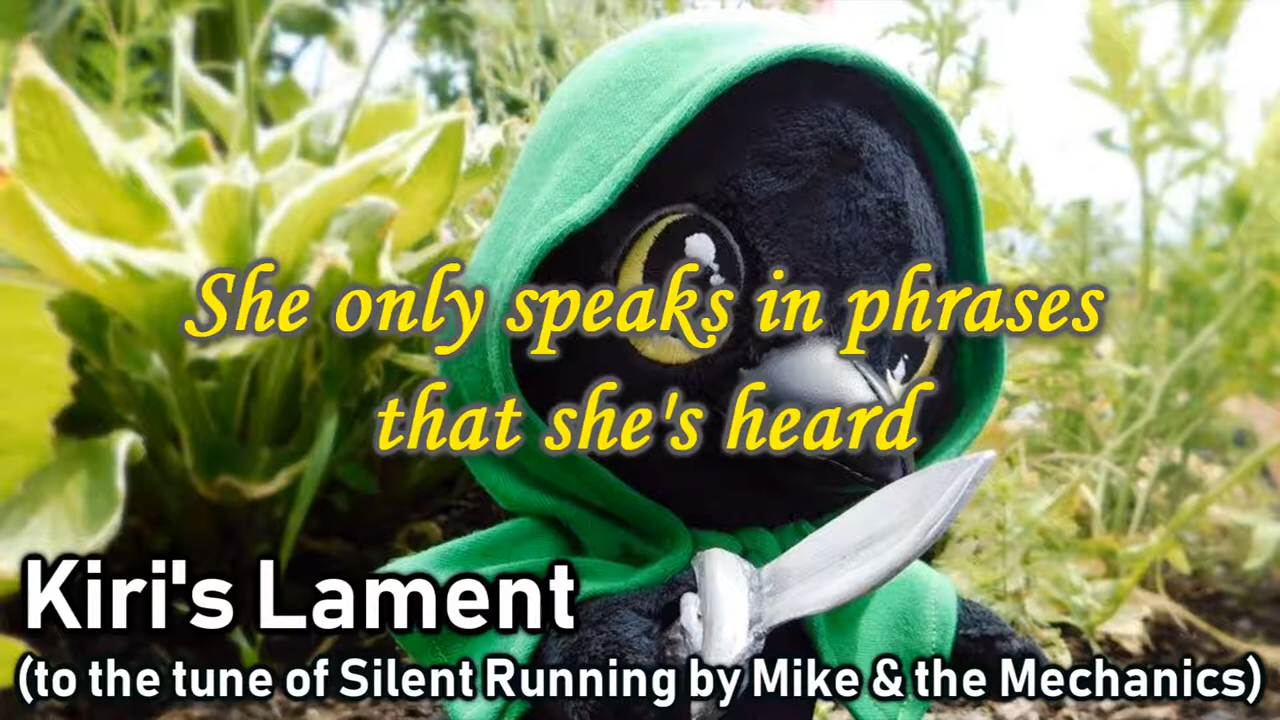 She only speaks in phrases
that she's heard
Kiri's Lament
(to the tune of Silent Running by Mike & the Mechanics)